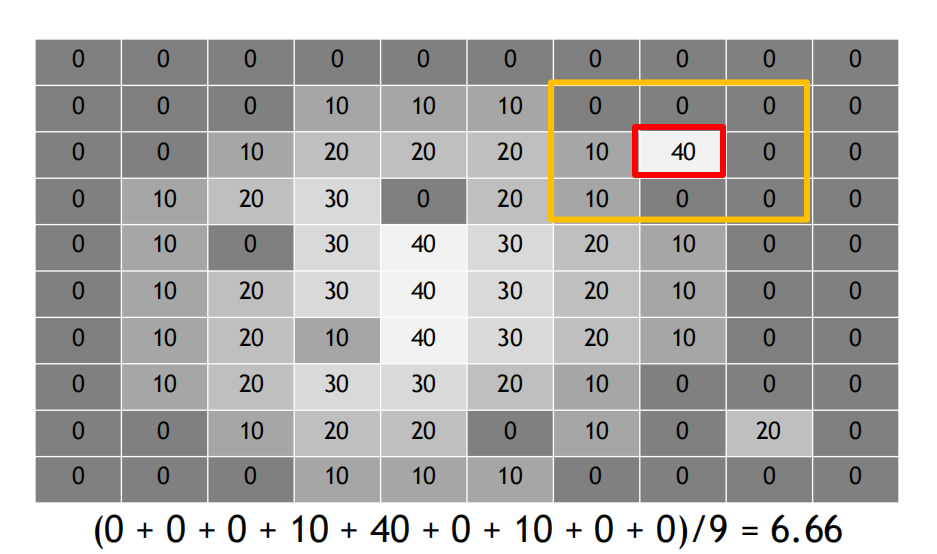 0 0 0 0 0 0 0 0 0 0
0 0 0 10 10 10 0 0 0 0
0 0 10 20 20 20 10 40 0 0
0 10 20 30 0 20 10 0 0 0
0 10 0 30 40 30 20 10 0 0
0 10 20 30 40 30 20 10 0 0
0 10 20 10 40 30 20 10 0 0
0 10 20 30 30 20 10 0 0 0
0 0 10 20 20 0 10 0 20 0
0 0 0 10 10 10 0 0 0 0
(0 + 0 + 0 + 10 + 40 + 0 + 10 + 0 + 0)/9 = 6.66